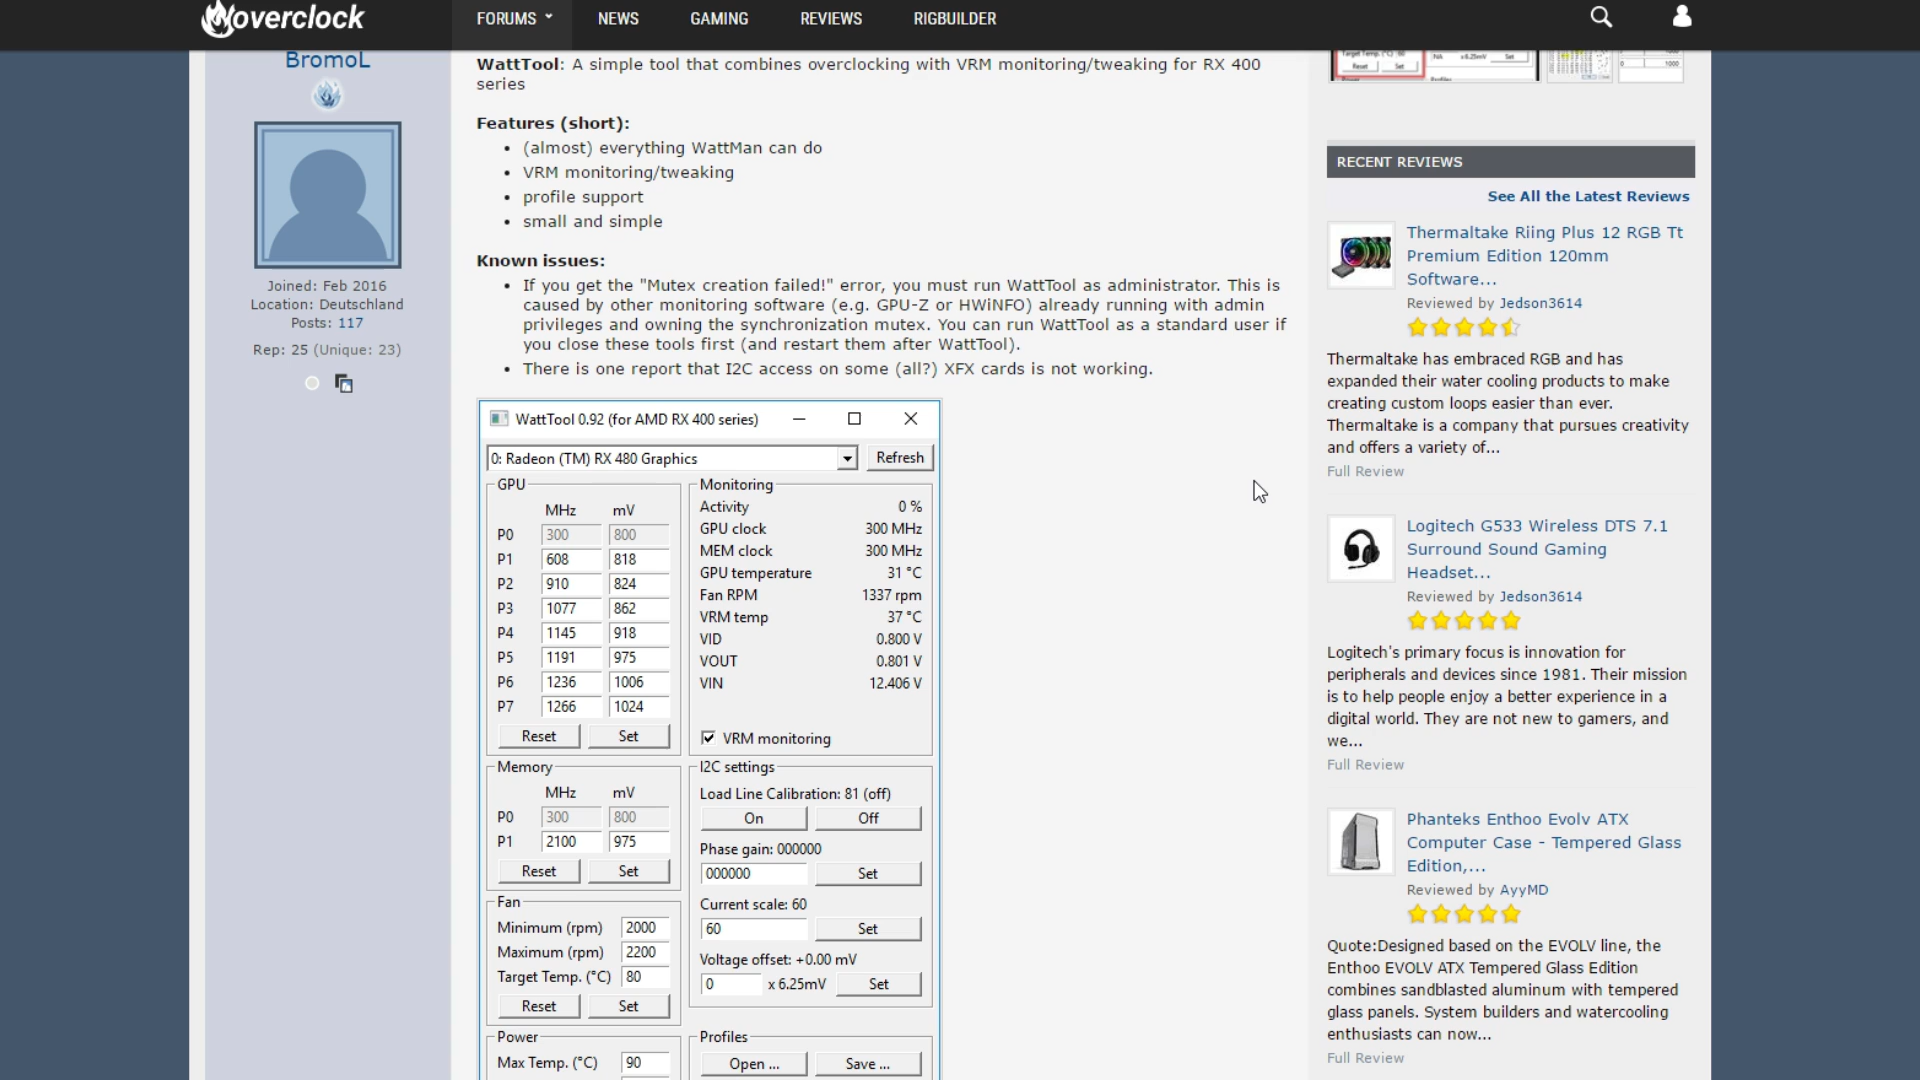 overclock
FORUMS NEWS GAMING REVIEWS RIGBUILDER
BromoL
Joined: Feb 2016
Location: Deutschland
Posts: 117
Rep: 25 (Unique: 23)
WattTool: A simple tool that combines overclocking with VRM monitoring/tweaking for RX 400
series
Features (short):
• (almost) everything WattMan can do
• VRM monitoring/tweaking
• profile support
• small and simple
Known issues:
• If you get the "Mutex creation failed!" error, you must run WattTool as administrator. This is
caused by other monitoring software (e.g. GPU-Z or HWiNFO) already running with admin
privileges and owning the synchronization mutex. You can run WattTool as a standard user if
you close these tools first (and restart them after WattTool).
• There is one report that I2C access on some (all?) XFX cards is not working.
WattTool 0.92 (for AMD RX 400 series)
0: Radeon (TM) RX 480 Graphics Refresh
GPU
MHz mV
P0 300 800
P1 608 818
P2 910 824
P3 1077 862
P4 1145 918
P5 1191 975
P6 1236 1006
P7 1266 1024
Reset Set
Memory
MHz mV
P0 300 800
P1 2100 975
Reset Set
Fan
Minimum (rpm) 2000
Maximum (rpm) 2200
Target Temp. (°C) 80
Reset Set
Power
Max Temp. (°C) 90
Monitoring
Activity 0 %
GPU clock 300 MHz
MEM clock 300 MHz
GPU temperature 31 °C
Fan RPM 1337 rpm
VRM temp 37 °C
VID 0.800 V
VOUT 0.801 V
VIN 12.406 V
VRM monitoring
I2C settings
Load Line Calibration: 81 (off)
On Off
Phase gain: 000000
000000 Set
Current scale: 60
60 Set
Voltage offset: +0.00 mV
0 x 6.25mV Set
Profiles
Open ... Save ...
Reset Set
RECENT REVIEWS
See All the Latest Reviews
Thermaltake Riing Plus 12 RGB Tt
Premium Edition 120mm
Software...
Reviewed by Jedson3614
Thermaltake has embraced RGB and has
expanded their water cooling products to make
creating custom loops easier than ever.
Thermaltake is a company that pursues creativity
and offers a variety of...
Full Review
Logitech G533 Wireless DTS 7.1
Surround Sound Gaming
Headset...
Reviewed by Jedson3614
Logitech's primary focus is innovation for
peripherals and devices since 1981. Their mission
is to help people enjoy a better experience in a
digital world. They are not new to gamers, and
we...
Full Review
Phanteks Enthoo Evolv ATX
Computer Case - Tempered Glass
Edition,...
Reviewed by AyyMD
Quote:Designed based on the EVOLV line, the
Enthoo EVOLV ATX Tempered Glass Edition
combines sandblasted aluminum with tempered
glass panels. System builders and watercooling
enthusiasts can now...
Full Review